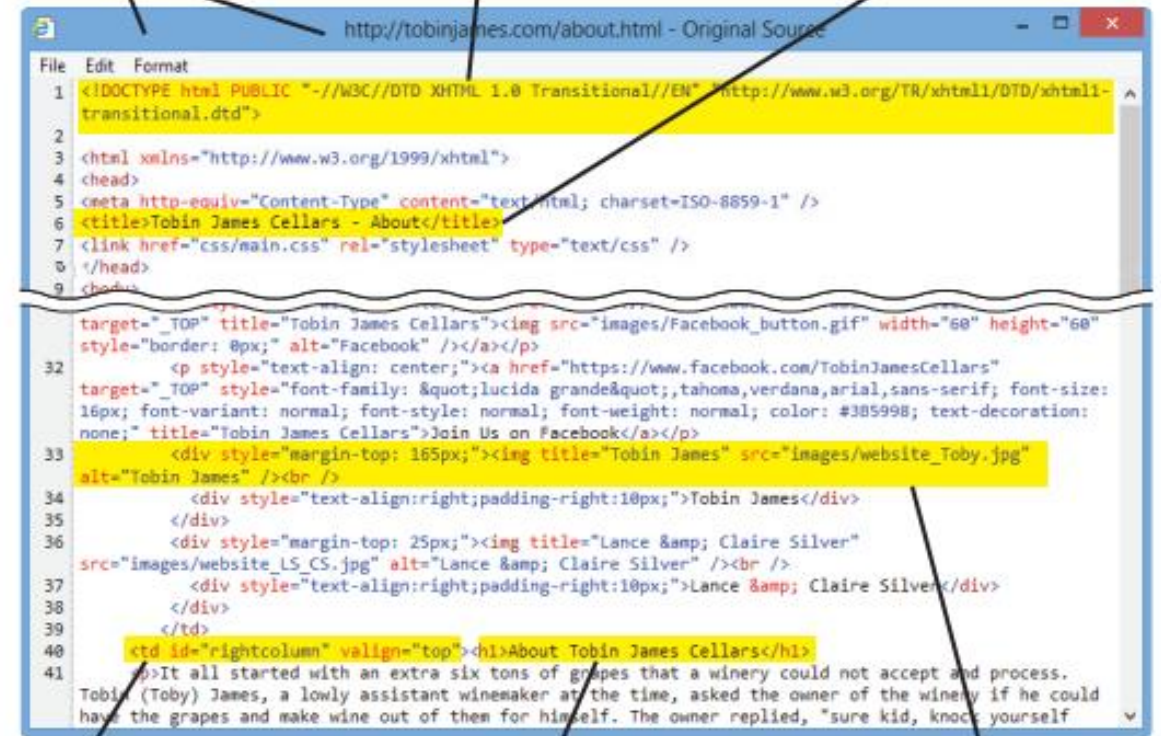 http://tobinjames.com/about.html - Original Source
File Edit Format
1 <!DOCTYPE html PUBLIC "-//W3C//DTD XHTML 1.0 Transitional//EN" "http://www.w3.org/TR/xhtml1/DTD/xhtml1-
transitional.dtd">
2
3 <html xmlns="http://www.w3.org/1999/xhtml">
4 <head>
5 <meta http-equiv="Content-Type" content="text/html; charset=ISO-8859-1" />
6 <title>Tobin James Cellars - About</title>
7 <link href="css/main.css" rel="stylesheet" type="text/css" />
8 </head>
9 <body>
target="_TOP" title="Tobin James Cellars"><img src="images/Facebook_button.gif" width="60" height="60"
style="border: 0px;" alt="Facebook" /></a></p>
32 <p style="text-align: center;"><a href="https://www.facebook.com/TobinJamesCellars"
target="_TOP" style="font-family: &quot;lucida grande&quot;,tahoma,verdana,arial,sans-serif; font-size:
16px; font-variant: normal; font-style: normal; font-weight: normal; color: #3B5998; text-decoration:
none;" title="Tobin James Cellars">Join Us on Facebook</a></p>
33 <div style="margin-top: 165px;"><img title="Tobin James" src="images/website_Toby.jpg"
alt="Tobin James" /><br />
34 <div style="text-align:right;padding-right:10px;">Tobin James</div>
35 </div>
36 <div style="margin-top: 25px;"><img title="Lance &amp; Claire Silver"
src="images/website_LS_CS.jpg" alt="Lance &amp; Claire Silver" /><br />
37 <div style="text-align:right;padding-right:10px;">Lance &amp; Claire Silver</div>
38 </div>
39 </td>
40 <td id="rightcolumn" valign="top"><h1>About Tobin James Cellars</h1>
41 <p>It all started with an extra six tons of grapes that a winery could not accept and process.
Tobin (Toby) James, a lowly assistant winemaker at the time, asked the owner of the winery if he could
have the grapes and make wine out of them for himself. The owner replied, "sure kid, knock yourself